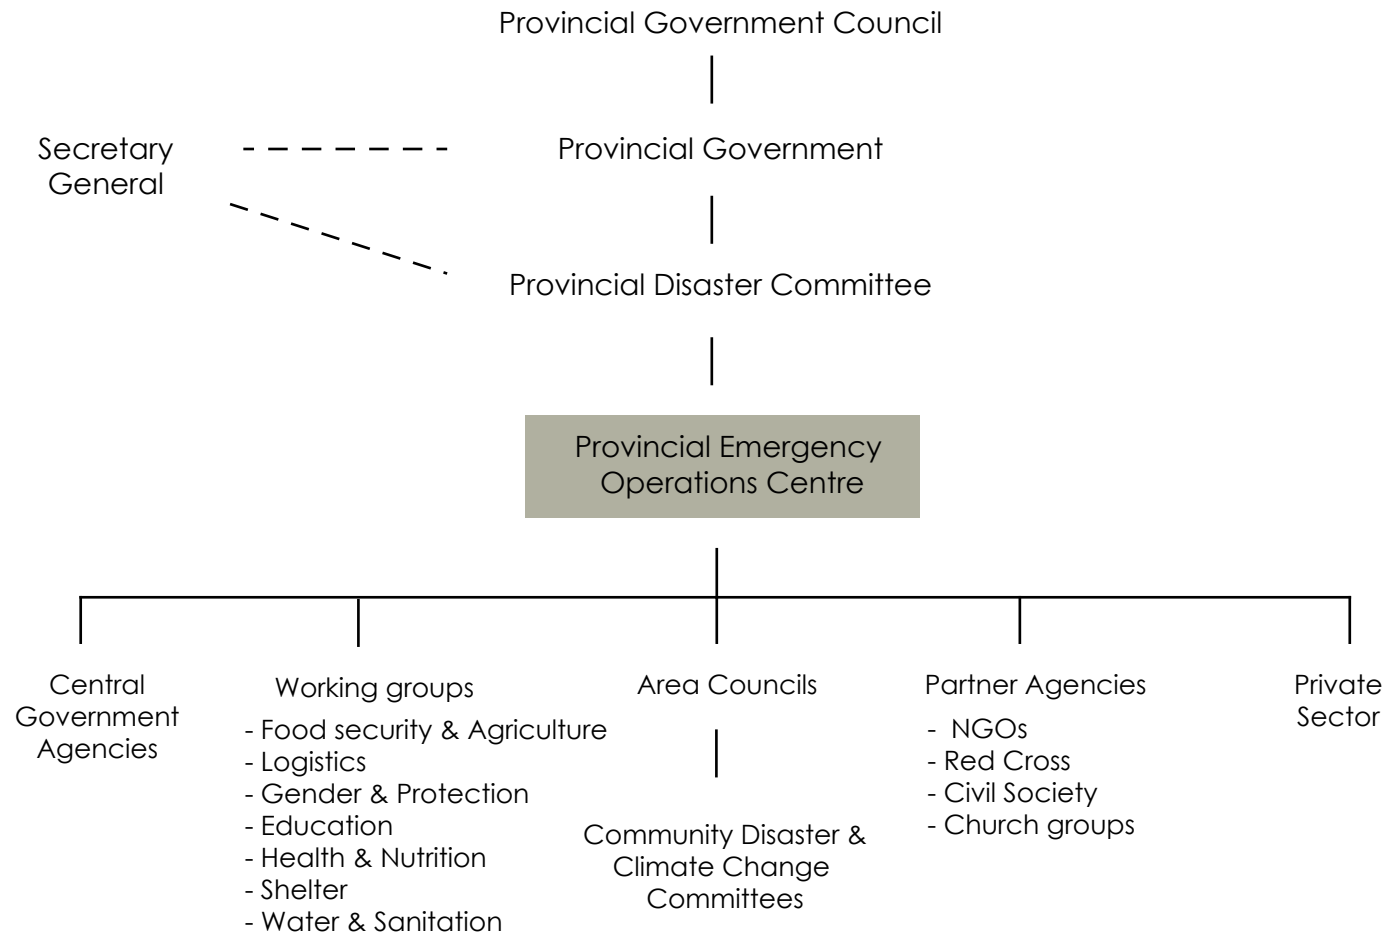 Provincial Government Council
Secretary
General
Provincial Government
Provincial Disaster Committee
Provincial Emergency
Operations Centre
Central
Government
Agencies
Working groups
- Food security & Agriculture
- Logistics
- Gender & Protection
- Education
- Health & Nutrition
- Shelter
- Water & Sanitation
Area Councils
Community Disaster &
Climate Change
Committees
Partner Agencies
- NGOs
- Red Cross
- Civil Society
- Church groups
Private
Sector